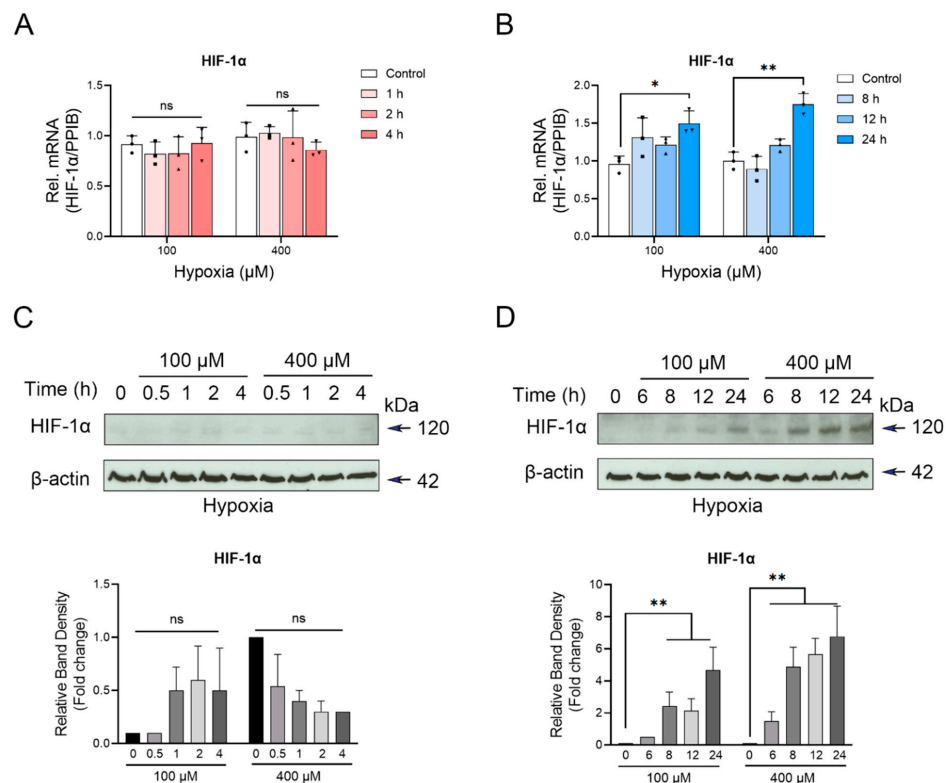 A
HIF-1α
Rel. mRNA
(HIF-1α/PPIB)
1.5
1.0
0.5
0.0
ns
ns
100
400
Hypoxia (μM)
Control
1 h
2 h
4 h
B
HIF-1α
Rel. mRNA
(HIF-1α/PPIB)
2.0
1.5
1.0
0.5
0.0
*
**
100
400
Hypoxia (μM)
Control
8 h
12 h
24 h
C
100 μM 400 μM
Time (h) 0 0.5 1 2 4 0.5 1 2 4
kDa
HIF-1α 120
β-actin 42
Hypoxia
HIF-1α
Relative Band Density
(Fold change)
1.5
1.0
0.5
0.0
ns
ns
0 0.5 1 2 4 0 0.5 1 2 4
100 μM 400 μM
D
100 μM 400 μM
Time (h) 0 6 8 12 24 6 8 12 24
kDa
HIF-1α 120
β-actin 42
Hypoxia
HIF-1α
Relative Band Density
(Fold change)
10
8
6
4
2
0
**
**
0 6 8 12 24 0 6 8 12 24
100 μM 400 μM